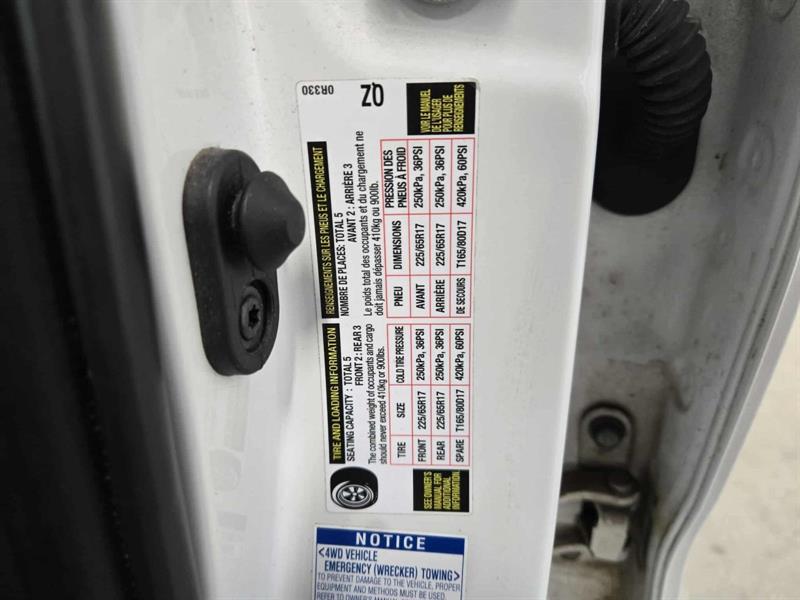 TIRE AND LOADING INFORMATION
SEATING CAPACITY : TOTAL 5
FRONT 2 : REAR 3
The combined weight of occupants and cargo
should never exceed 410kg or 900lbs.
TIRE SIZE COLD TIRE PRESSURE
FRONT 225/65R17 250kPa, 36PSI
REAR 225/65R17 250kPa, 36PSI
SPARE T165/80D17 420kPa, 60PSI
SEE OWNER'S
MANUAL FOR
ADDITIONAL
INFORMATION.
RENSEIGNEMENTS SUR LES PNEUS ET LE CHARGEMENT
NOMBRE DE PLACES: TOTAL 5
AVANT 2 : ARRIÈRE 3
Le poids total des occupants et du chargement ne
doit jamais dépasser 410kg ou 900lb.
PNEU DIMENSIONS PRESSION DES
PNEUS À FROID
AVANT 225/65R17 250kPa, 36PSI
ARRIÈRE 225/65R17 250kPa, 36PSI
DE SECOURS T165/80D17 420kPa, 60PSI
VOIR LE MANUEL
DE L'USAGER
POUR PLUS DE
RENSEIGNEMENTS
0R330
QZ
NOTICE
<4WD VEHICLE
EMERGENCY (WRECKER) TOWING>
TO PREVENT DAMAGE TO THE VEHICLE, PROPER
EQUIPMENT AND METHODS MUST BE USED.
REFER TO OWNER'S MANUAL